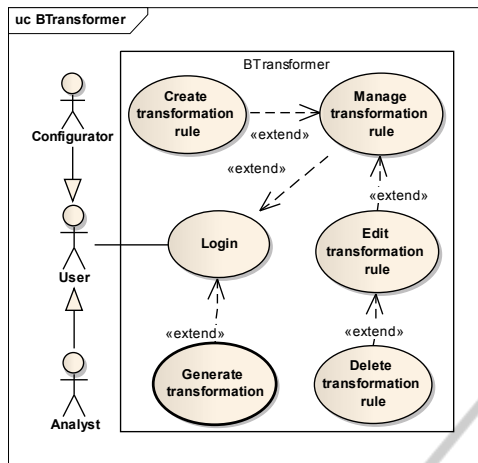 uc BTransformer
BTransformer
Configurator
User
Analyst
Create
transformation
rule
«extend»
Manage
transformation
rule
«extend»
«extend»
Login
Edit
transformation
rule
«extend»
«extend»
Generate
transformation
Delete
transformation
rule